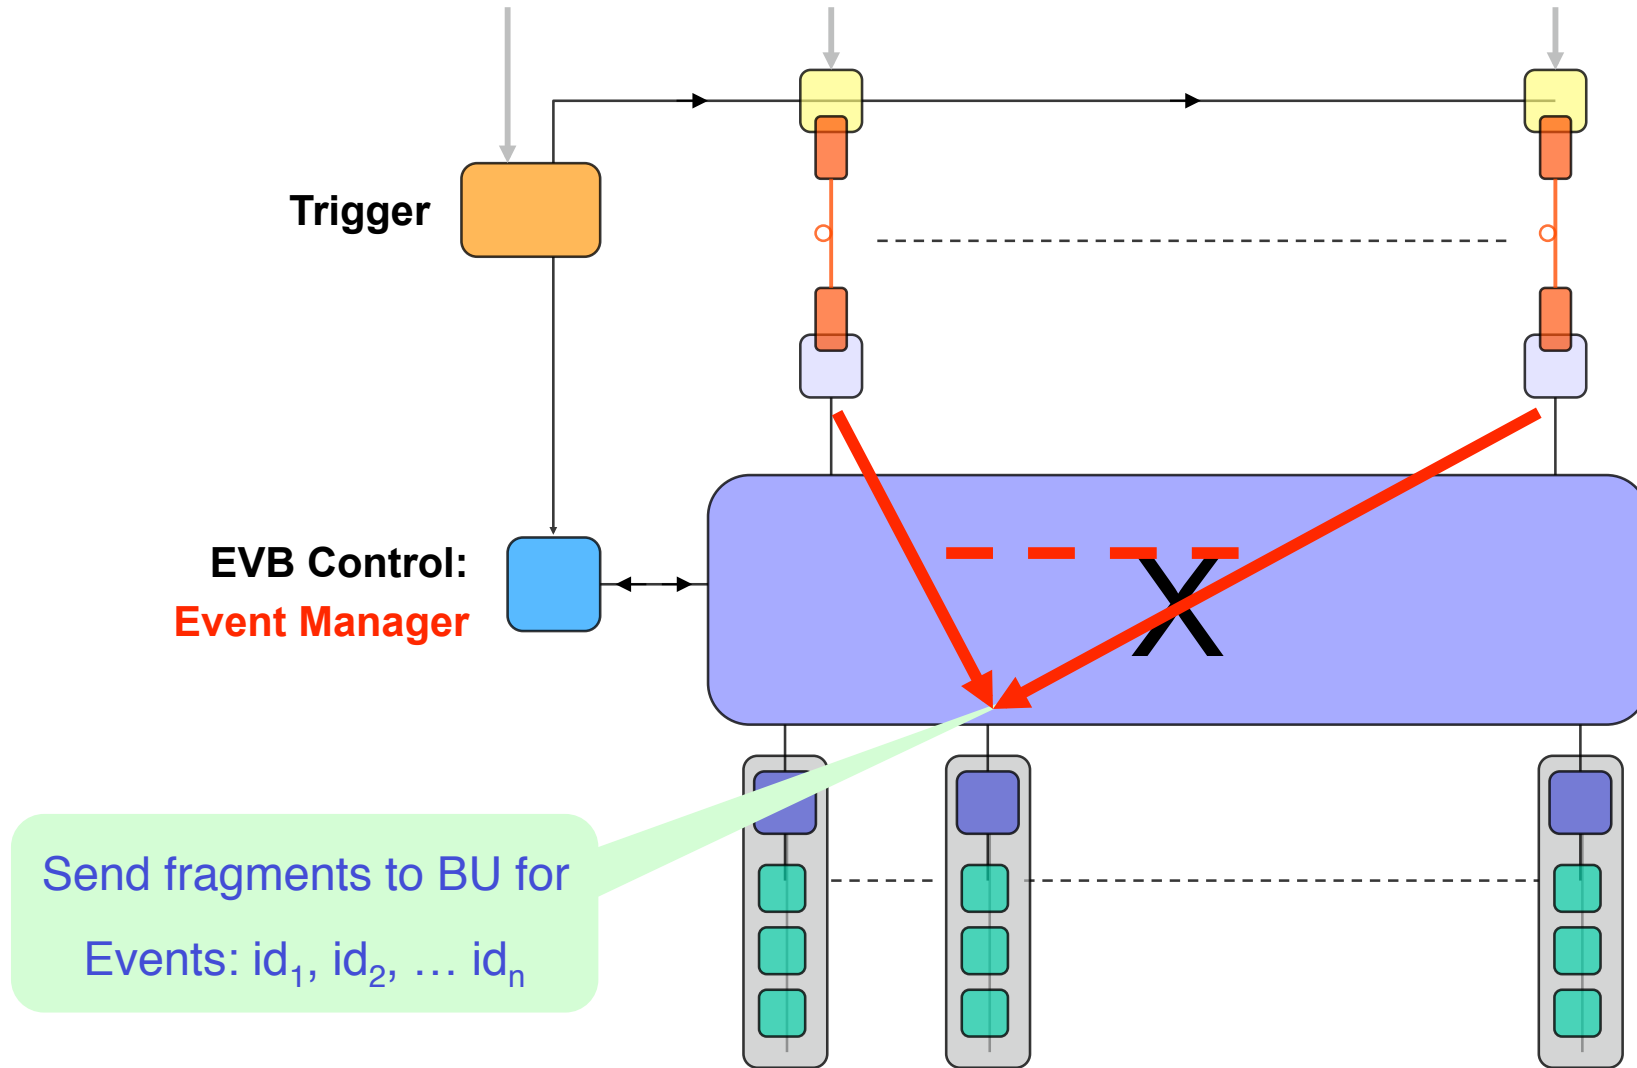 Trigger
EVB Control:
Event Manager
X
Send fragments to BU for
Events: id₁, id₂, … idₙ